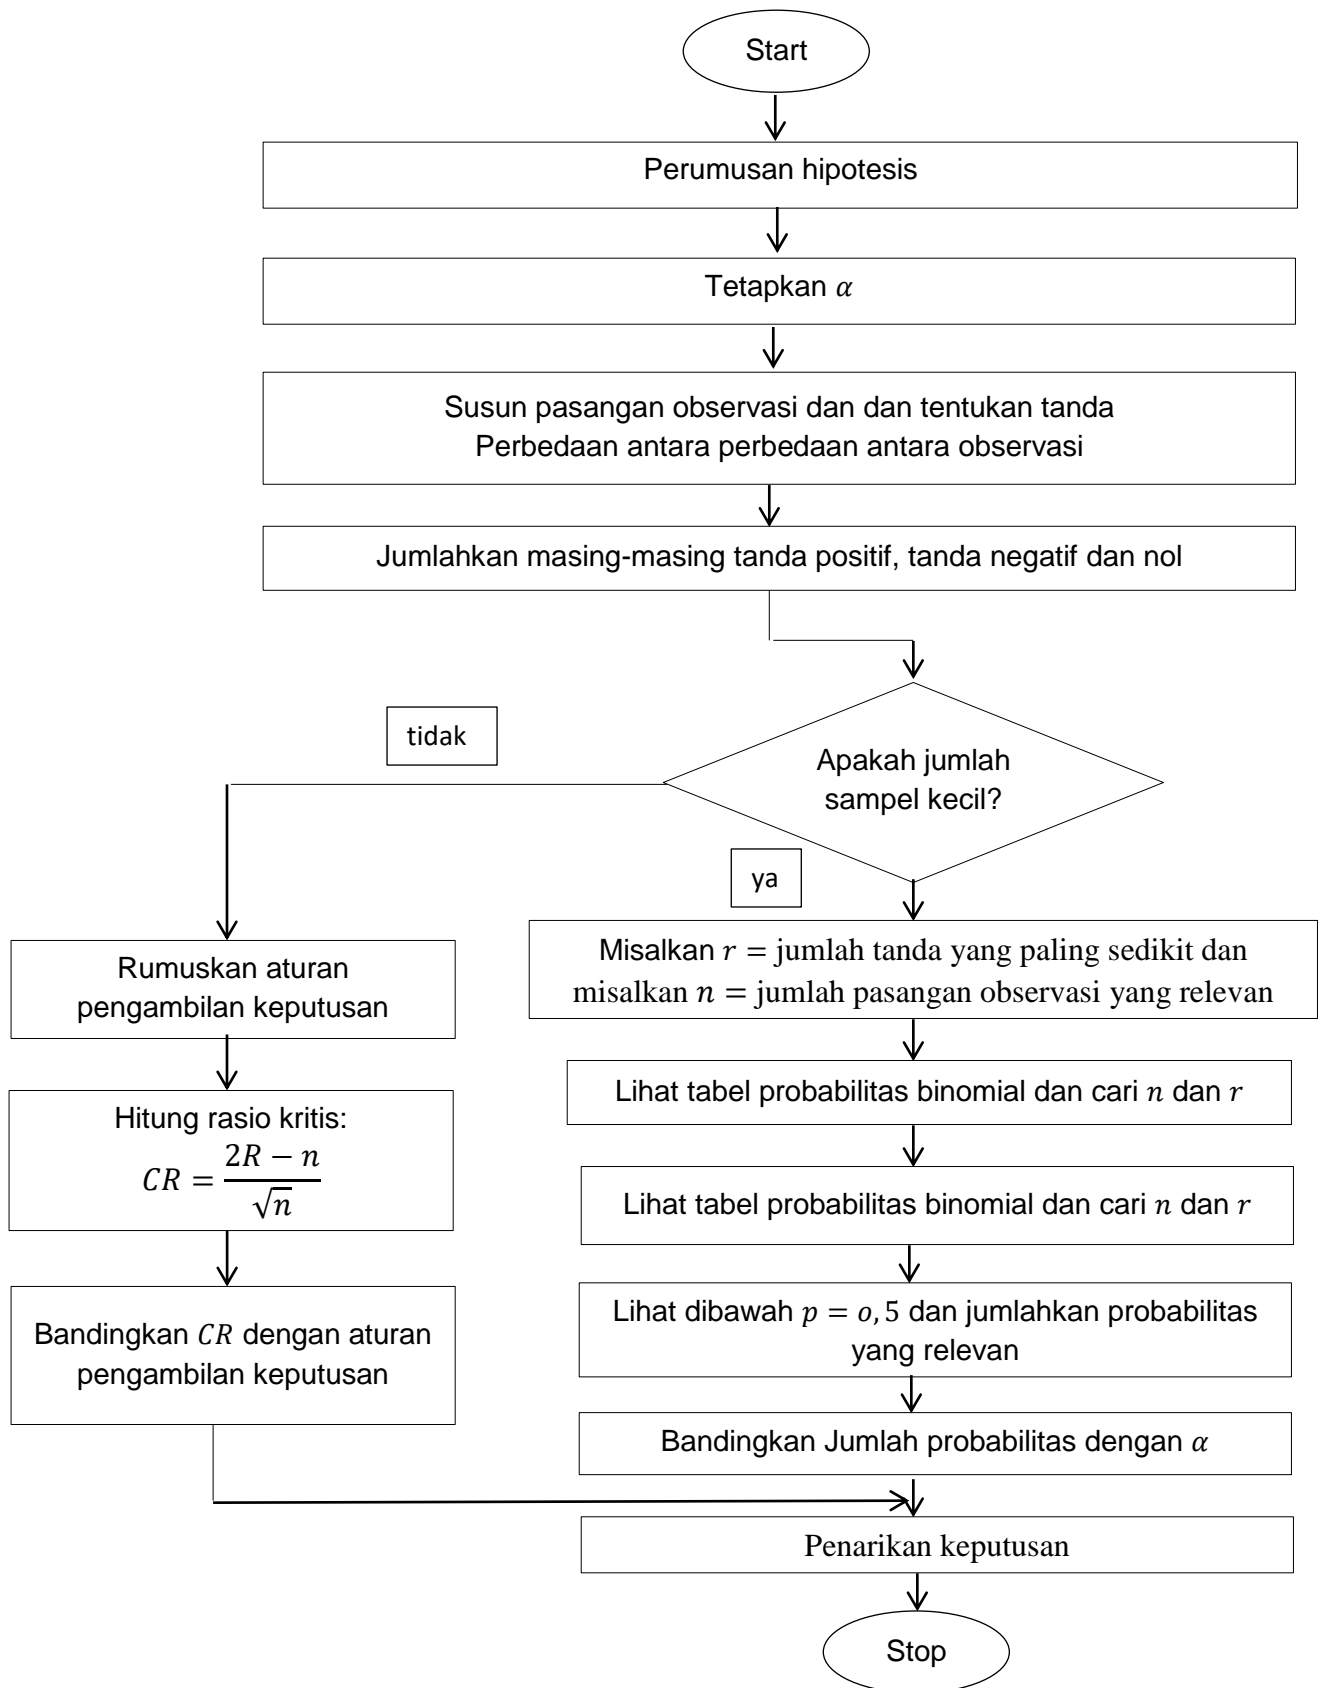 Start
Perumusan hipotesis
Tetapkan α
Susun pasangan observasi dan dan tentukan tanda
Perbedaan antara perbedaan antara observasi
Jumlahkan masing-masing tanda positif, tanda negatif dan nol
Apakah jumlah
sampel kecil?
tidak
Rumuskan aturan
pengambilan keputusan
Hitung rasio kritis:
CR = (2R − n)/√n
Bandingkan CR dengan aturan
pengambilan keputusan
ya
Misalkan r = jumlah tanda yang paling sedikit dan
misalkan n = jumlah pasangan observasi yang relevan
Lihat tabel probabilitas binomial dan cari n dan r
Lihat tabel probabilitas binomial dan cari n dan r
Lihat dibawah p = o, 5 dan jumlahkan probabilitas
yang relevan
Bandingkan Jumlah probabilitas dengan α
Penarikan keputusan
Stop